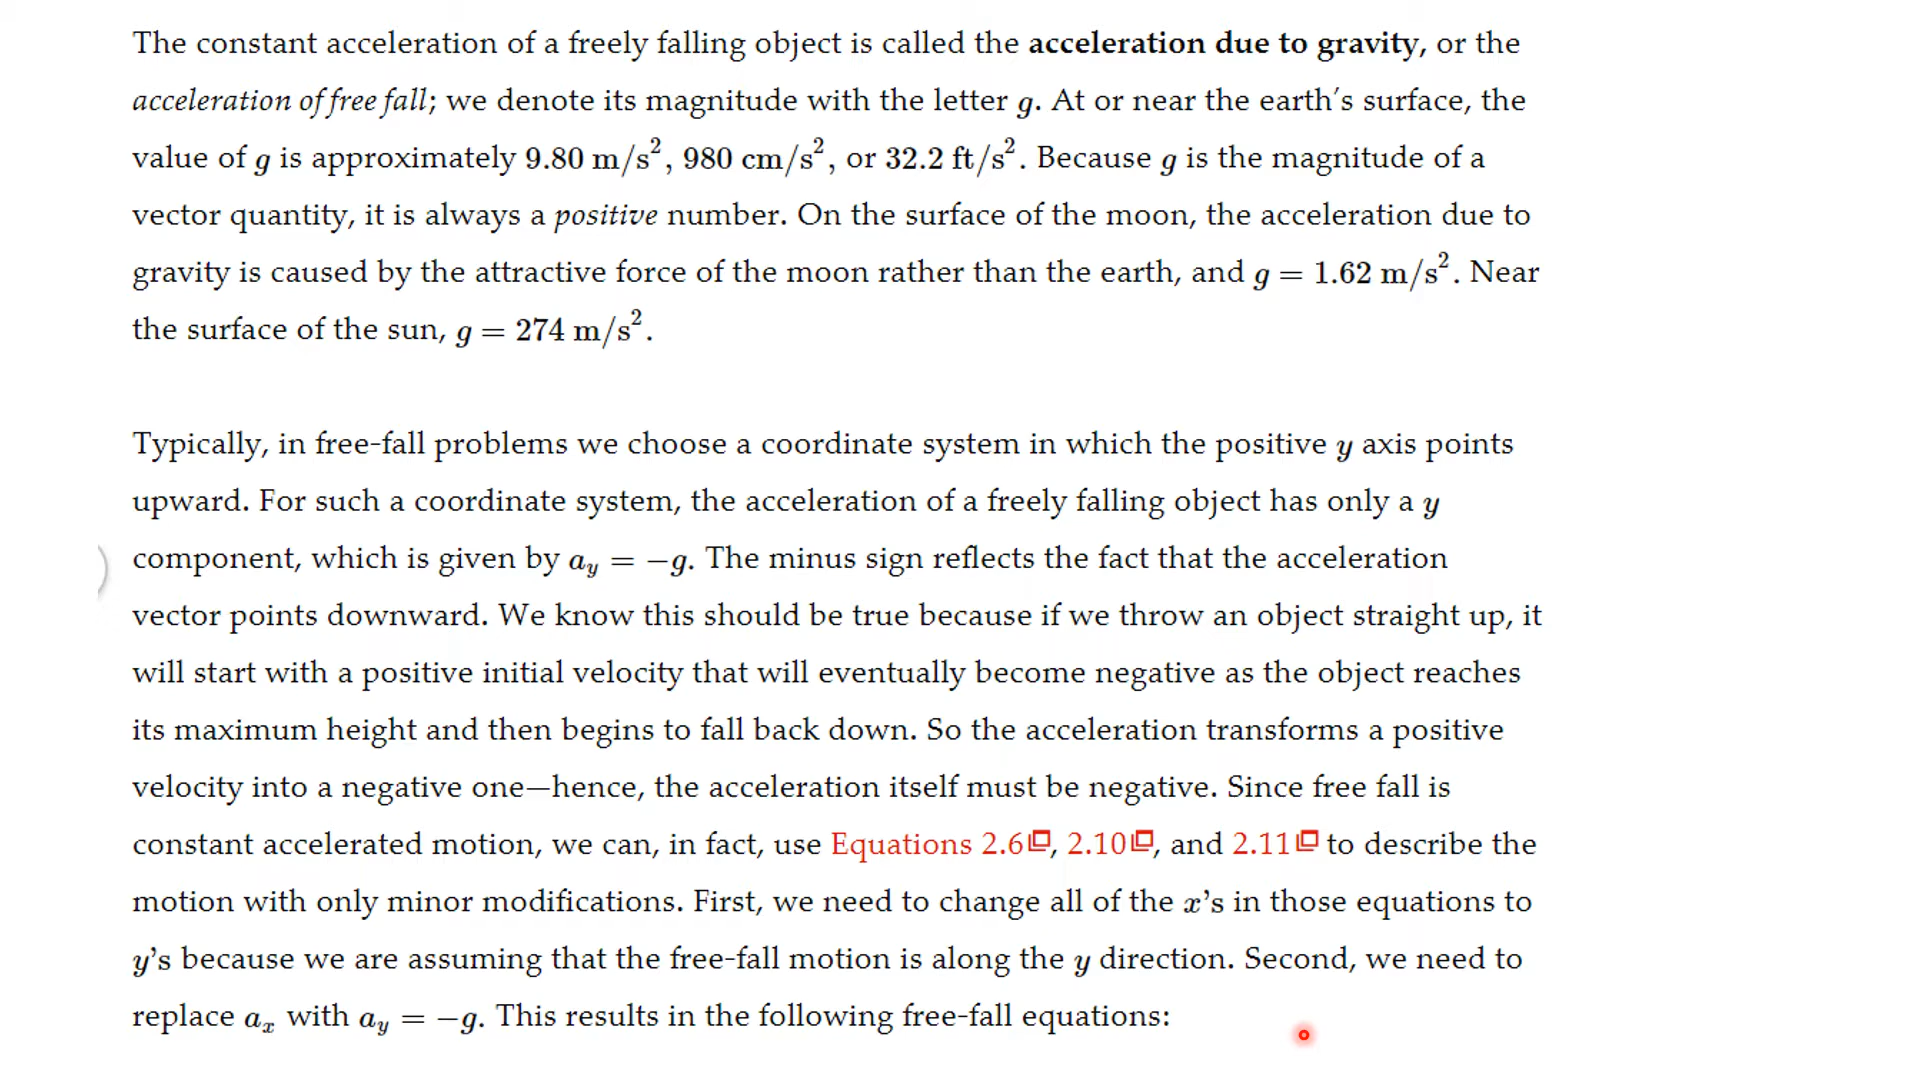 The constant acceleration of a freely falling object is called the acceleration due to gravity, or the
acceleration of free fall; we denote its magnitude with the letter g. At or near the earth's surface, the
value of g is approximately 9.80 m/s², 980 cm/s², or 32.2 ft/s². Because g is the magnitude of a
vector quantity, it is always a positive number. On the surface of the moon, the acceleration due to
gravity is caused by the attractive force of the moon rather than the earth, and g = 1.62 m/s². Near
the surface of the sun, g = 274 m/s².
Typically, in free-fall problems we choose a coordinate system in which the positive y axis points
upward. For such a coordinate system, the acceleration of a freely falling object has only a y
component, which is given by a_y = −g. The minus sign reflects the fact that the acceleration
vector points downward. We know this should be true because if we throw an object straight up, it
will start with a positive initial velocity that will eventually become negative as the object reaches
its maximum height and then begins to fall back down. So the acceleration transforms a positive
velocity into a negative one—hence, the acceleration itself must be negative. Since free fall is
constant accelerated motion, we can, in fact, use Equations 2.6, 2.10, and 2.11 to describe the
motion with only minor modifications. First, we need to change all of the x's in those equations to
y's because we are assuming that the free-fall motion is along the y direction. Second, we need to
replace a_x with a_y = −g. This results in the following free-fall equations: